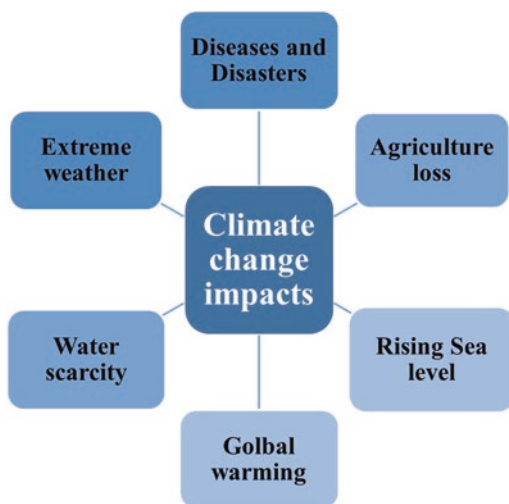 Diseases and
Disasters
Extreme
weather
Agriculture
loss
Climate
change
impacts
Water
scarcity
Rising Sea
level
Golbal
warming